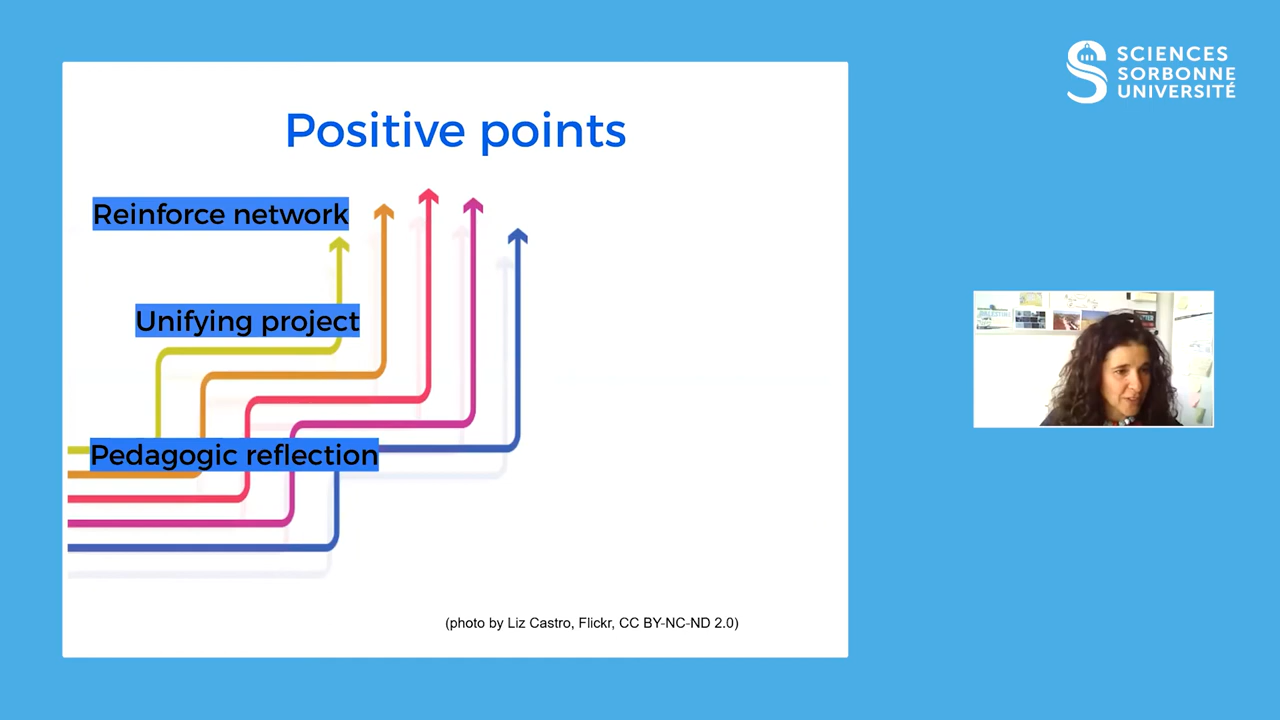 SCIENCES
SORBONNE
UNIVERSITÉ
Positive points
Reinforce network
Unifying project
Pedagogic reflection
(photo by Liz Castro, Flickr, CC BY-NC-ND 2.0)